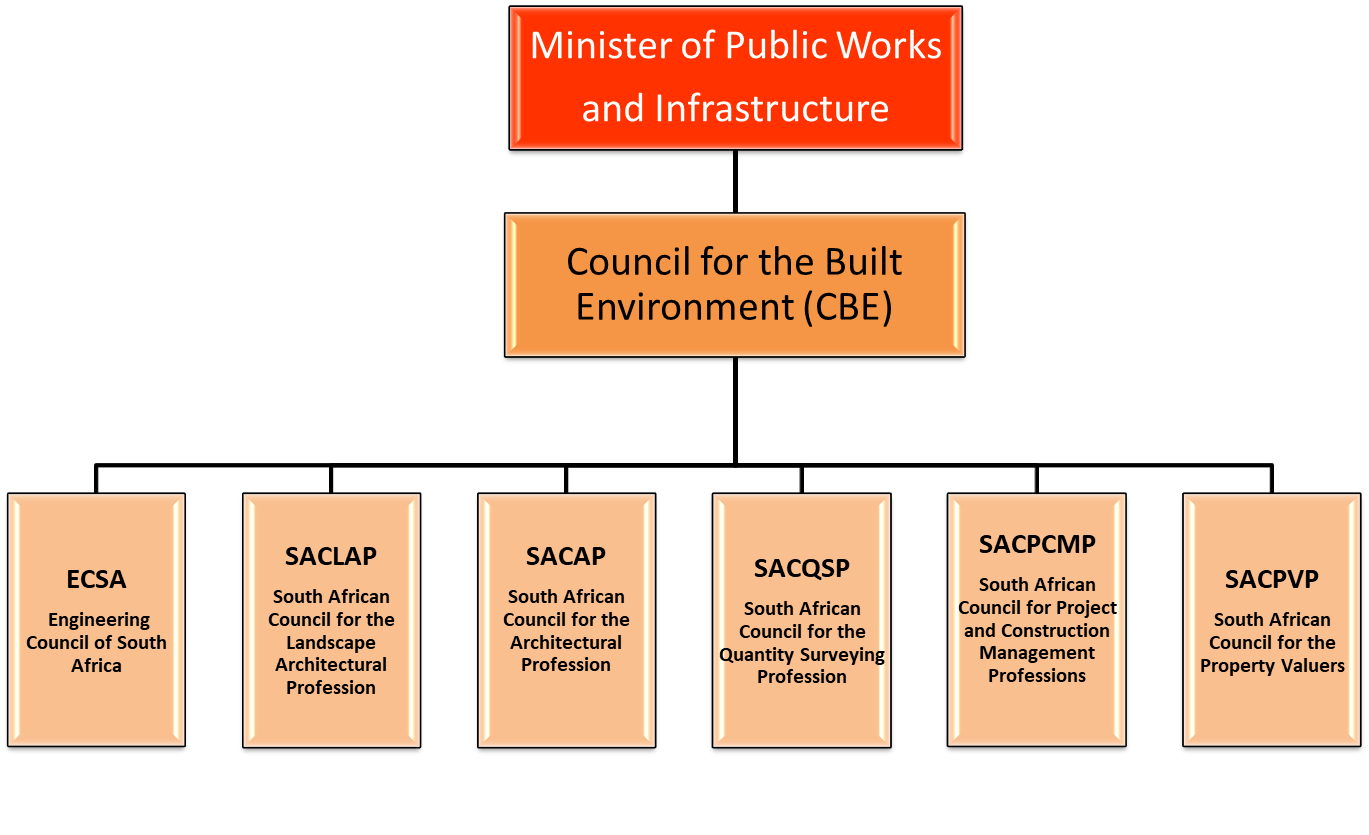 Minister of Public Works
and Infrastructure
Council for the Built
Environment (CBE)
ECSA
Engineering
Council of South
Africa
SACLAP
South African
Council for the
Landscape
Architectural
Profession
SACAP
South African
Council for the
Architectural
Profession
SACQSP
South African
Council for the
Quantity Surveying
Profession
SACPCMP
South African
Council for Project
and Construction
Management
Professions
SACPVP
South African
Council for the
Property Valuers